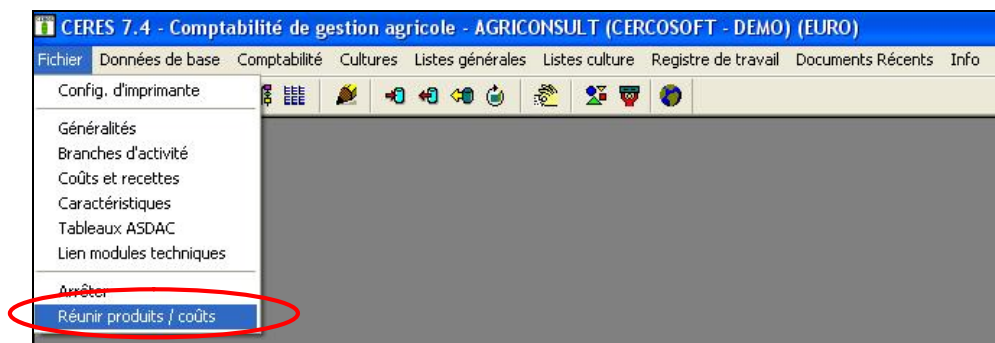 CERES 7.4 - Comptabilité de gestion agricole - AGRICONSULT (CERCOSOFT - DEMO) (EURO)
Fichier Données de base Comptabilité Cultures Listes générales Listes culture Registre de travail Documents Récents Info
Config. d'imprimante
Généralités
Branches d'activité
Coûts et recettes
Caractéristiques
Tableaux ASDAC
Lien modules techniques
Arrêter
Réunir produits / coûts